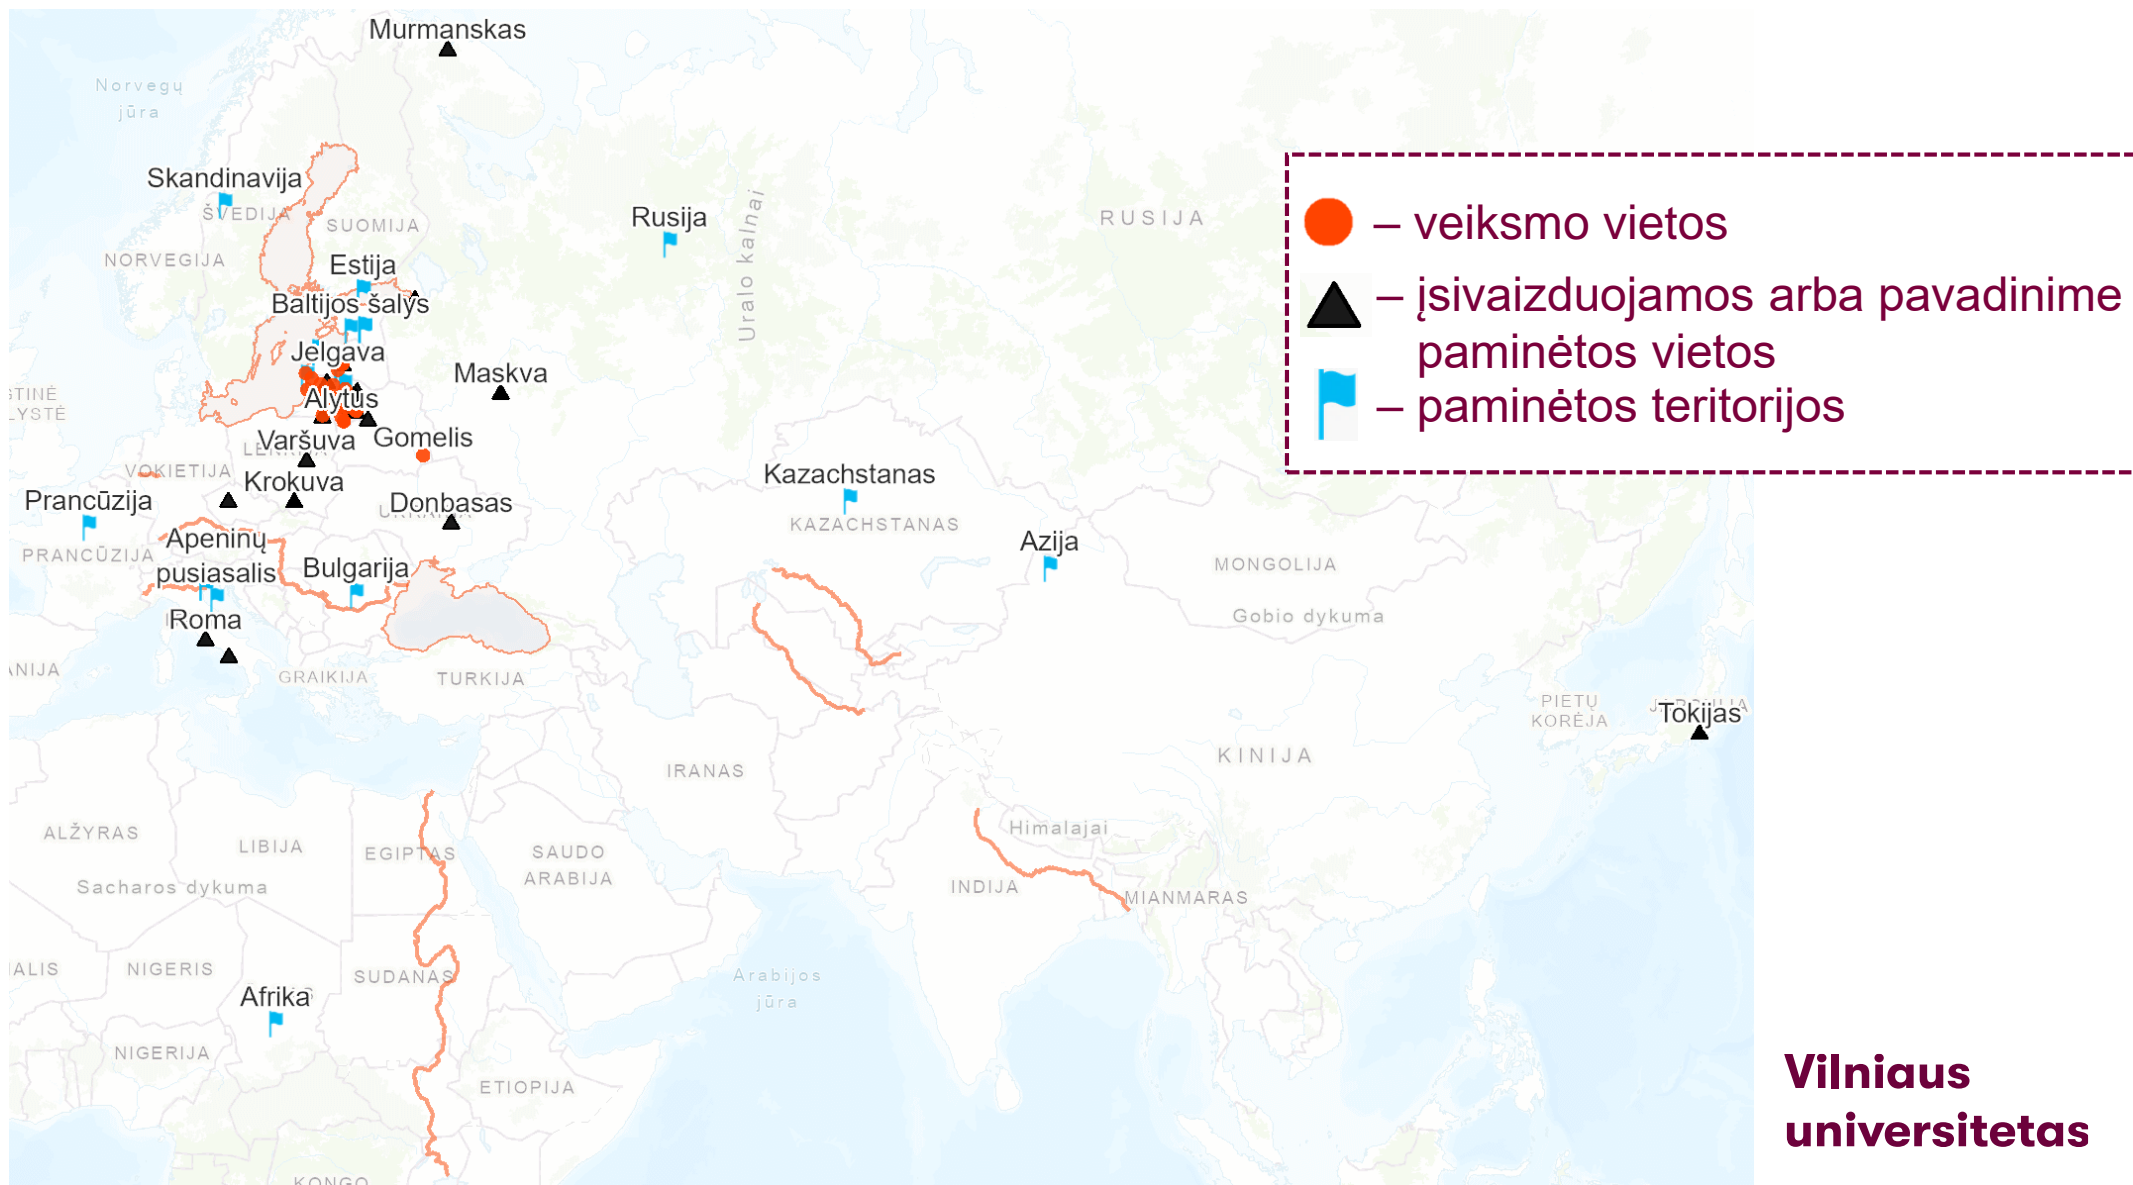 Murmanskas
Norvegų
jūra
Skandinavija
ŠVEDIJA
SUOMIJA
NORVEGIJA
Rusija
Uralo kalnai
RUSIJA
Estija
Baltijos šalys
Jelgava
Alytus
Maskva
Varšuva
Gomelis
VOKIETIJA
Krokuva
Prancūzija
PRANCŪZIJA
Donbasas
Kazachstanas
KAZACHSTANAS
Azija
MONGOLIJA
Gobio dykuma
Apeninų
pusiasalis
Bulgarija
Roma
GRAIKIJA
TURKIJA
PIETŲ
KORĖJA
Tokijas
KINIJA
IRANAS
ALŽYRAS
LIBIJA
EGIPTAS
SAUDO
ARABIJA
Himalajai
Sacharos dykuma
INDIJA
MIANMARAS
NIGERIS
SUDANAS
Arabijos
jūra
Afrika
NIGERIJA
ETIOPIJA
KONGO
– veiksmo vietos
– įsivaizduojamos arba pavadinime
paminėtos vietos
– paminėtos teritorijos
Vilniaus
universitetas